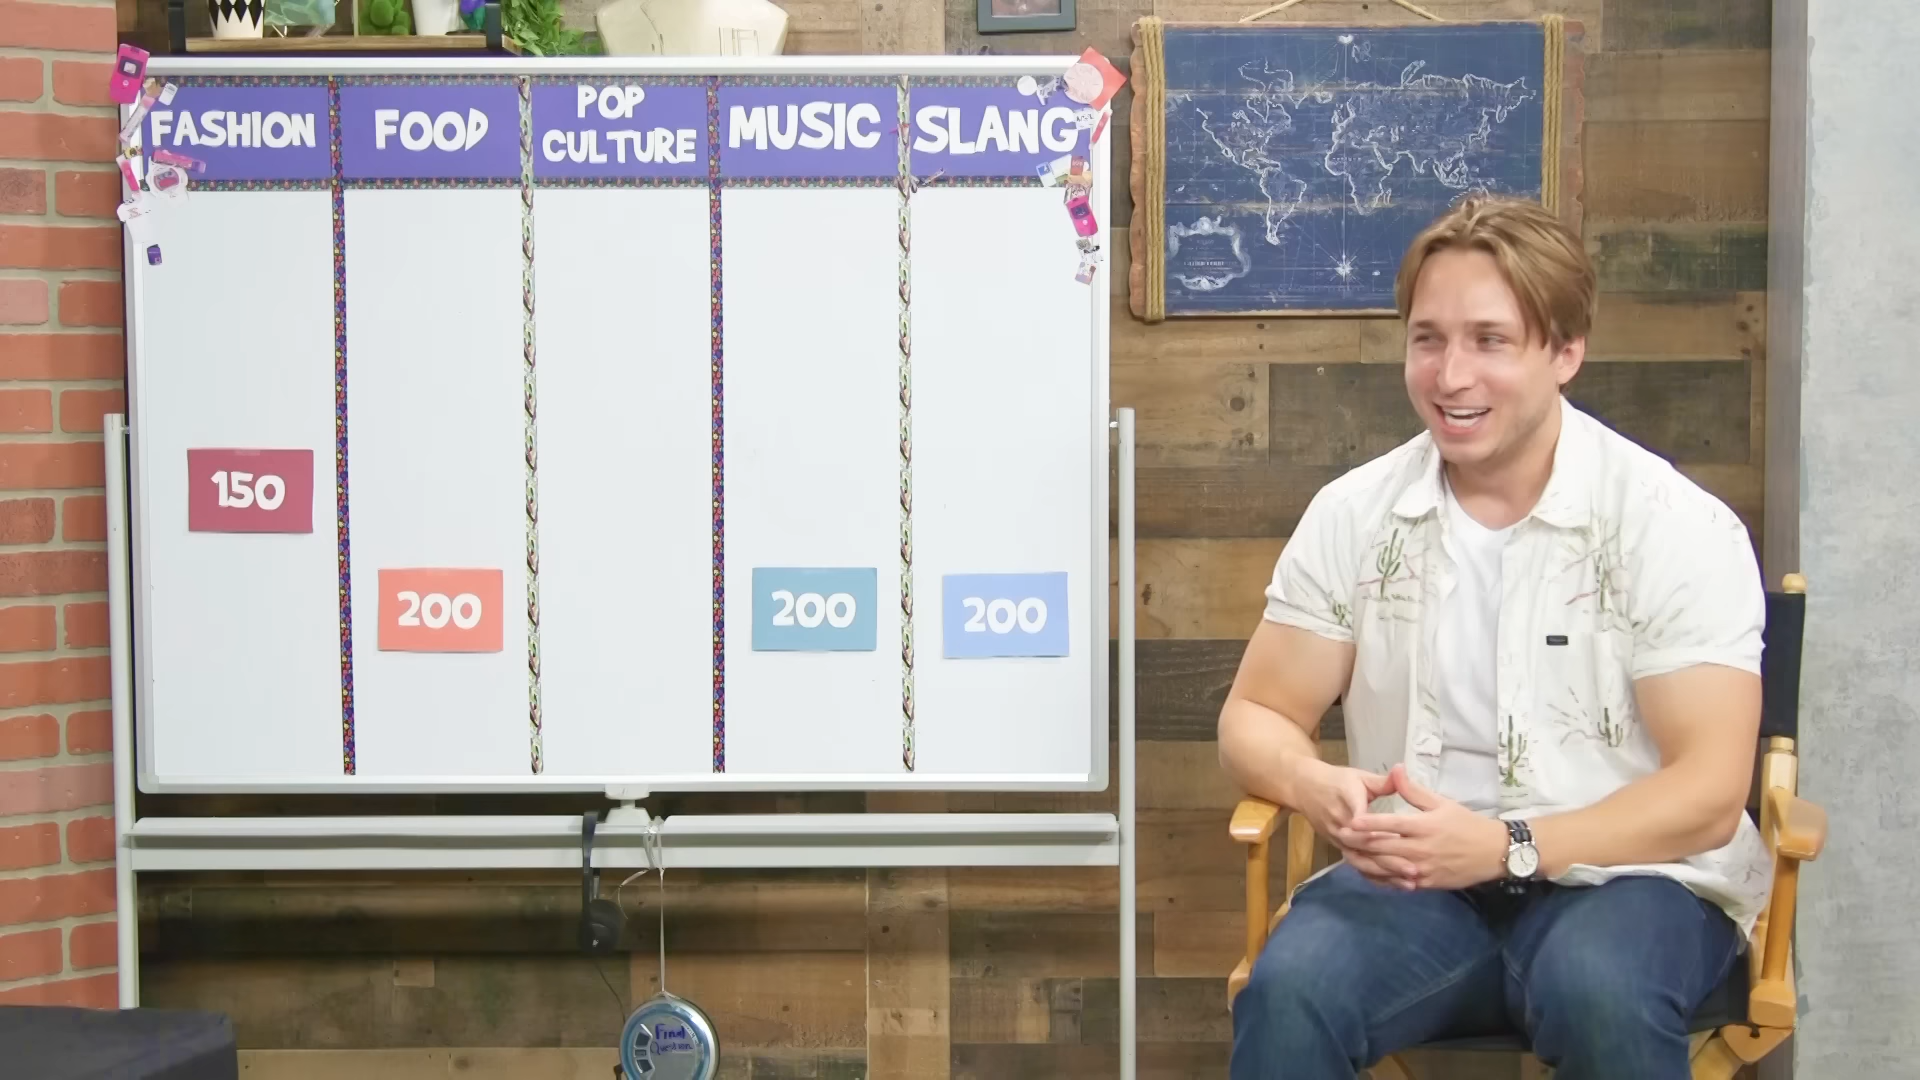 FASHION
FOOD
POP
CULTURE
MUSIC
SLANG
150
200
200
200
Final
Question